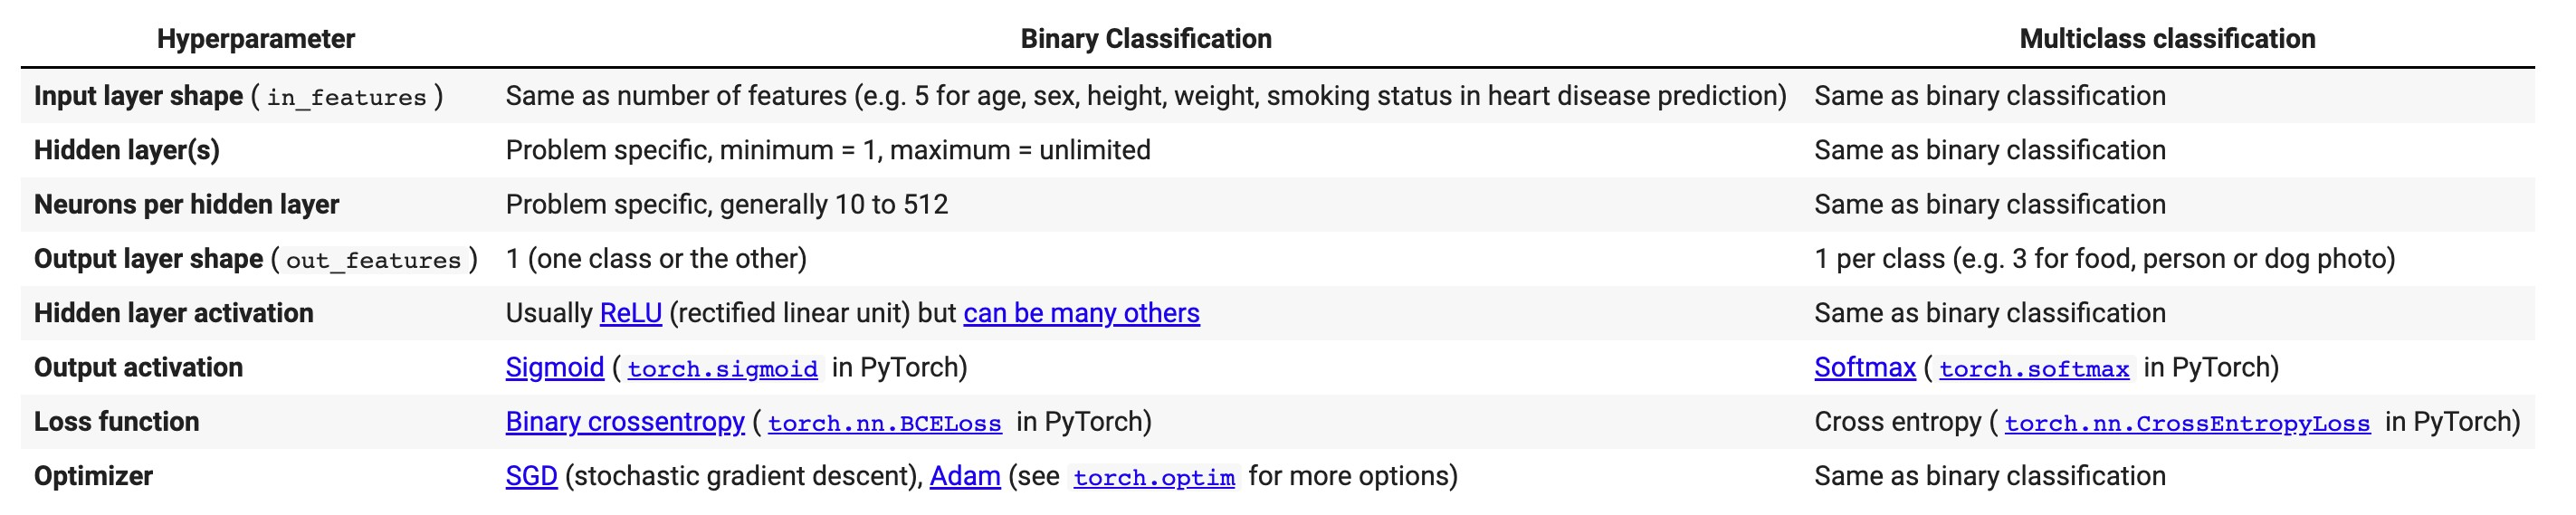 Hyperparameter Binary Classification Multiclass classification
Input layer shape ( in_features ) Same as number of features (e.g. 5 for age, sex, height, weight, smoking status in heart disease prediction) Same as binary classification
Hidden layer(s) Problem specific, minimum = 1, maximum = unlimited Same as binary classification
Neurons per hidden layer Problem specific, generally 10 to 512 Same as binary classification
Output layer shape ( out_features ) 1 (one class or the other) 1 per class (e.g. 3 for food, person or dog photo)
Hidden layer activation Usually ReLU (rectified linear unit) but can be many others Same as binary classification
Output activation Sigmoid ( torch.sigmoid in PyTorch) Softmax ( torch.softmax in PyTorch)
Loss function Binary crossentropy ( torch.nn.BCELoss in PyTorch) Cross entropy ( torch.nn.CrossEntropyLoss in PyTorch)
Optimizer SGD (stochastic gradient descent), Adam (see torch.optim for more options) Same as binary classification